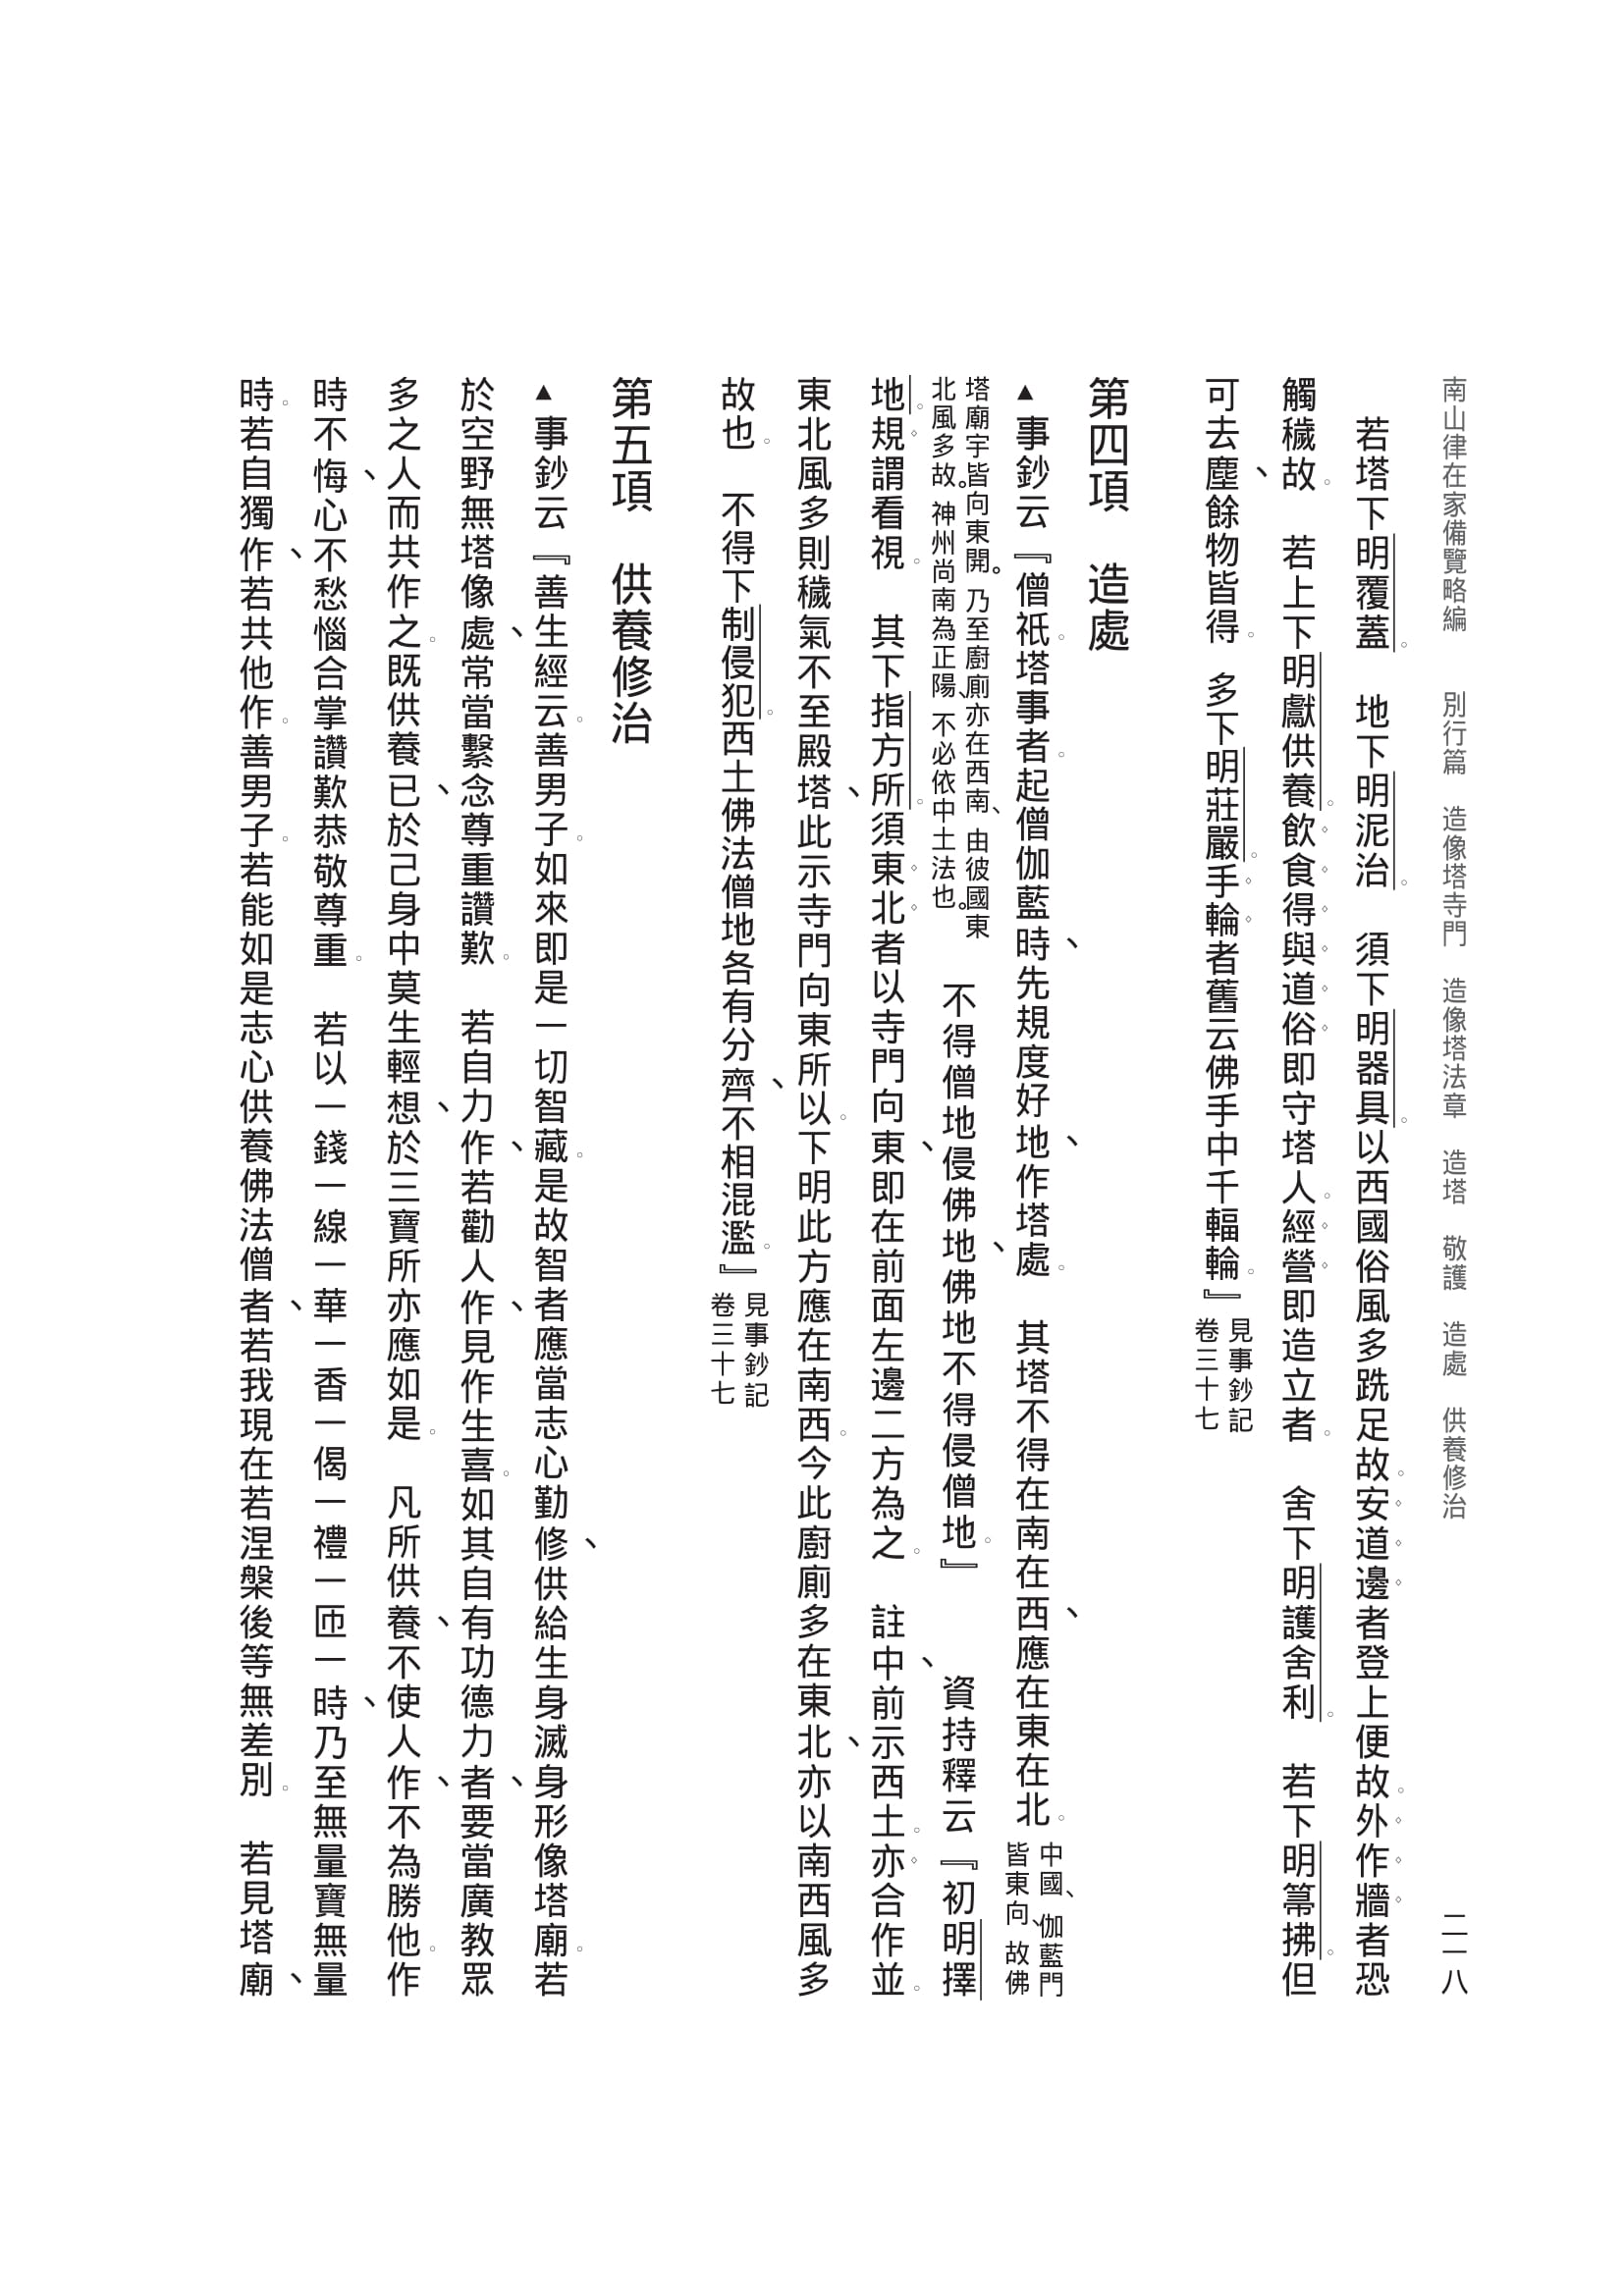 南山律在家備覽略編　　別行篇　造像塔寺門　造像塔法章　造塔　敬護　造處　供養修治　　二一八
若塔下明覆蓋。　地下明泥治。　須下明器具。以西國俗風多跣足故。安道邊者登上便故。外作牆者恐
觸穢故。　若上下明獻供養。飲食得與道俗即守塔人。經營即造立者。　舍下明護舍利。　若下明箒拂。但
可去塵、餘物皆得。　多下明莊嚴。手輪者舊云佛手中千輻輪。』見事鈔記卷三十七
第四項　造處
▲事鈔云『僧祇。塔事者。起僧伽藍時、先規度好地、作塔處。　其塔不得在南在西、應在東在北。中國、伽藍門皆東向、故佛
塔廟宇皆向東開。乃至廚廁亦在西南、由彼國東北風多故。神州尚南為正陽、不必依中土法也。　不得僧地侵佛地、佛地不得侵僧地。』　　資持釋云『初明擇
地。規謂看視。　其下指方所。須東北者以寺門向東、即在前面左邊二方為之。　註中、前示西土。亦合作並。
東北風多則穢氣不至殿塔、此示寺門向東所以。下明此方應在南西。今此廚廁多在東北、亦以南西風多
故也。　不得下制侵犯。西土佛法僧地各有分齊、不相混濫。』見事鈔記卷三十七
第五項　供養修治
▲事鈔云『善生經云。善男子。如來即是一切智藏。是故智者應當志心勤修、供給生身滅身形像塔廟。若
於空野無塔像處、常當繫念尊重讚歎。　若自力作、若勸人作、見作生喜。如其自有功德力者、要當廣教眾
多之人而共作之。既供養已、於己身中莫生輕想、於三寶所亦應如是。　凡所供養、不使人作、不為勝他。作
時不悔、心不愁惱合掌讚歎恭敬尊重。　若以一錢一線一華一香一偈一禮一匝一時、乃至無量寶無量
時。若自獨作、若共他作。善男子。若能如是志心供養佛法僧者、若我現在若涅槃後等無差別。　若見塔廟、